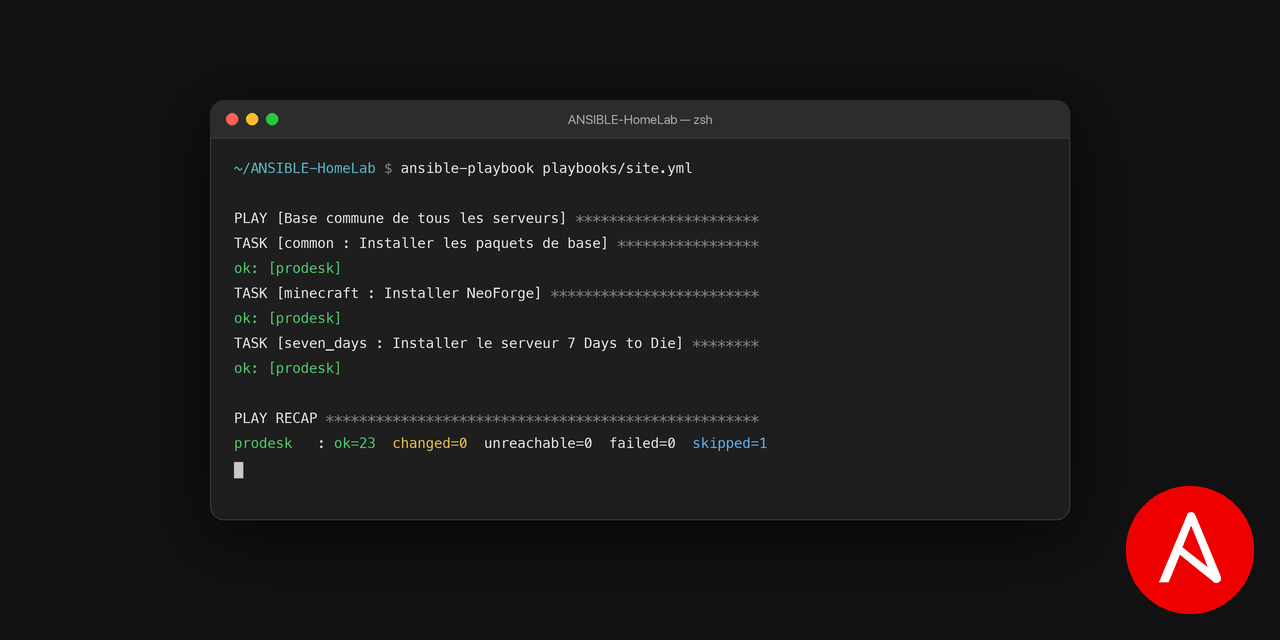 ANSIBLE-HomeLab — zsh
~/ANSIBLE-HomeLab $ ansible-playbook playbooks/site.yml
PLAY [Base commune de tous les serveurs] **********************
TASK [common : Installer les paquets de base] *****************
ok: [prodesk]
TASK [minecraft : Installer NeoForge] *************************
ok: [prodesk]
TASK [seven_days : Installer le serveur 7 Days to Die] ********
ok: [prodesk]
PLAY RECAP ****************************************************
prodesk   : ok=23  changed=0  unreachable=0  failed=0  skipped=1